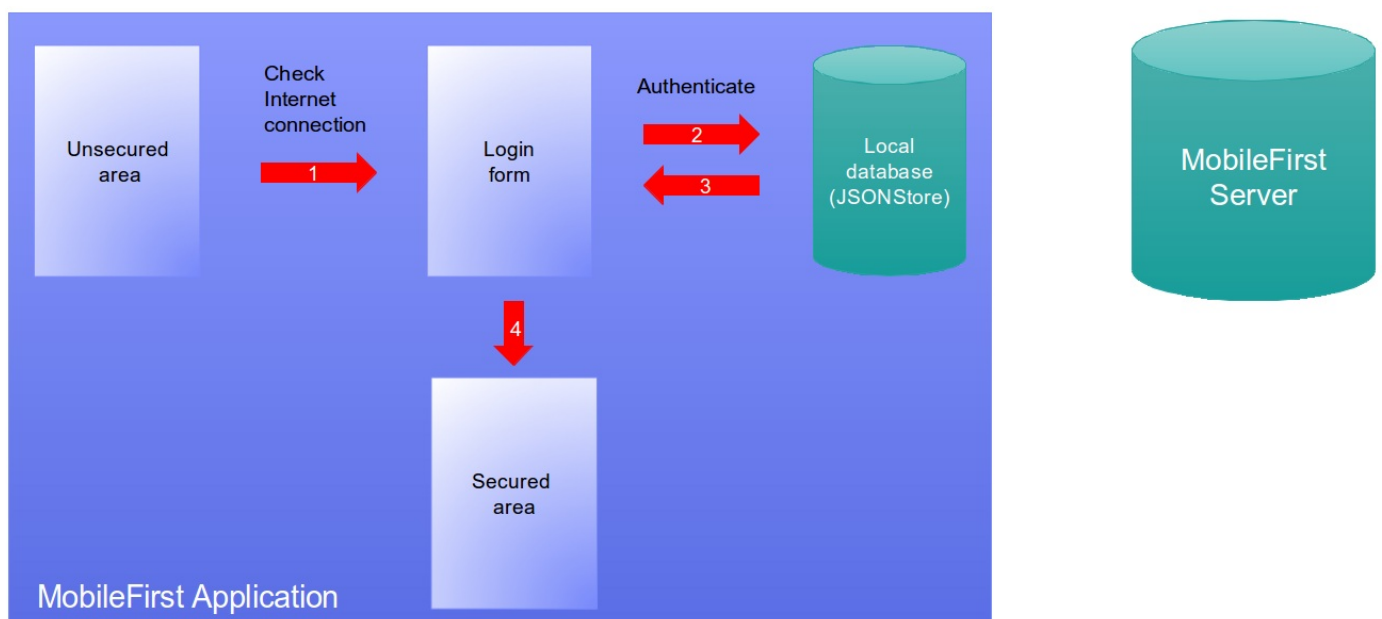 Unsecured
area
Check
Internet
connection
1
Login
form
Authenticate
2
3
Local
database
(JSONStore)
MobileFirst
Server
4
Secured
area
MobileFirst Application